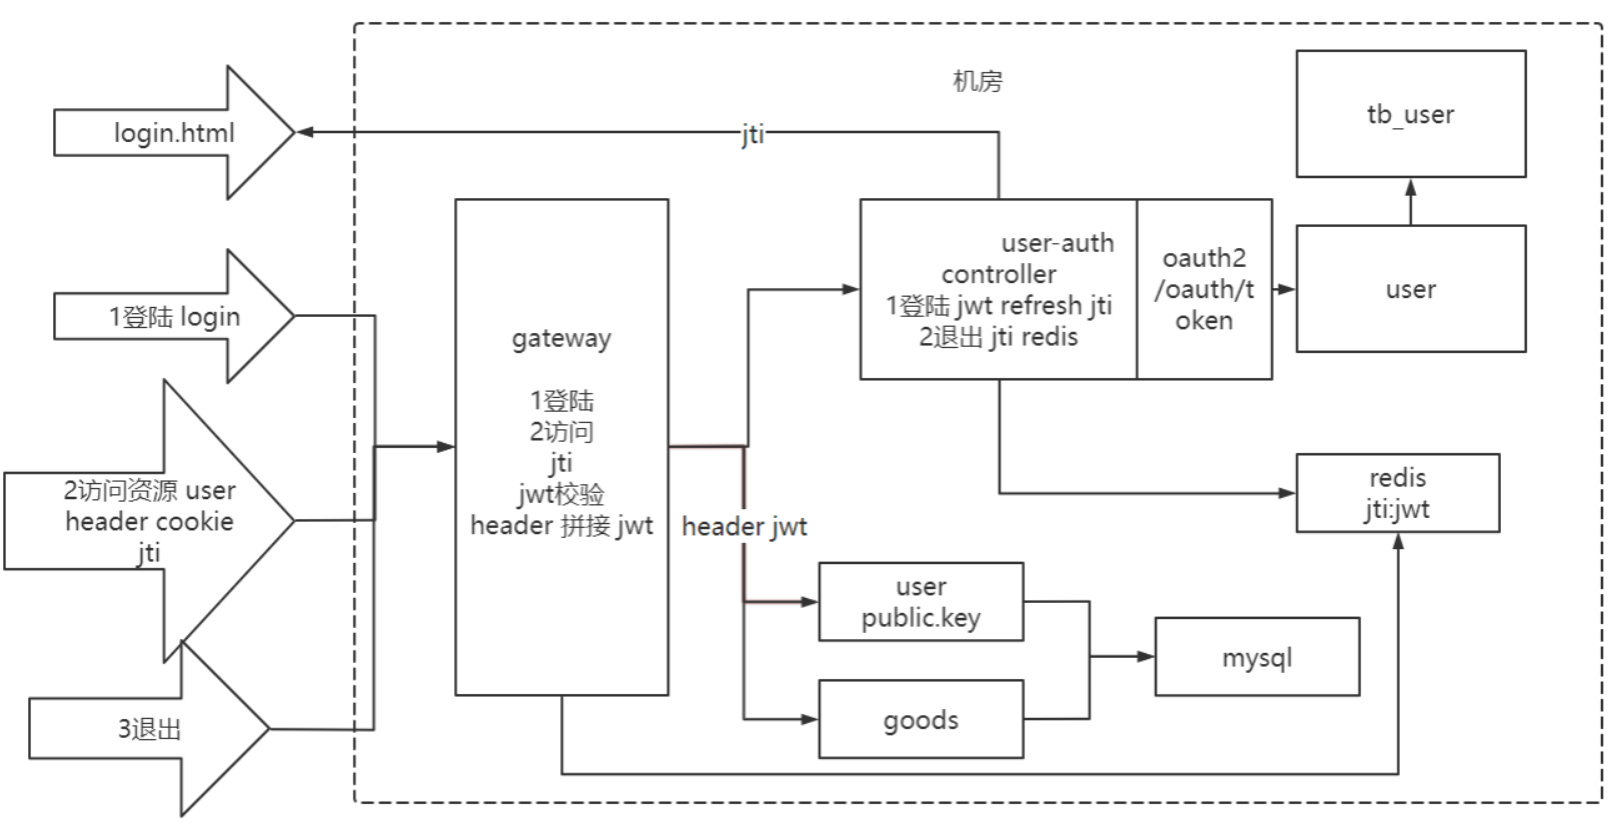 机房
login.html
jti
tb_user
1登陆 login
gateway
1登陆
2访问
jti
jwt校验
header 拼接 jwt
user-auth
controller
1登陆 jwt refresh jti
2退出 jti redis
oauth2
/oauth/t
oken
user
2访问资源 user
header cookie
jti
header jwt
redis
jti:jwt
user
public.key
mysql
goods
3退出